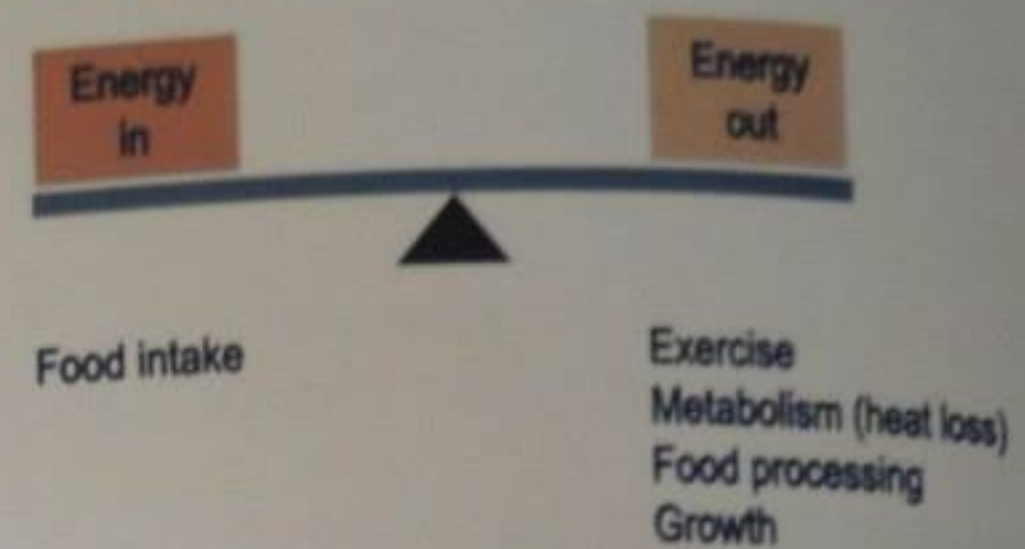 Energy
in
Energy
out
Food intake
Exercise
Metabolism (heat loss)
Food processing
Growth